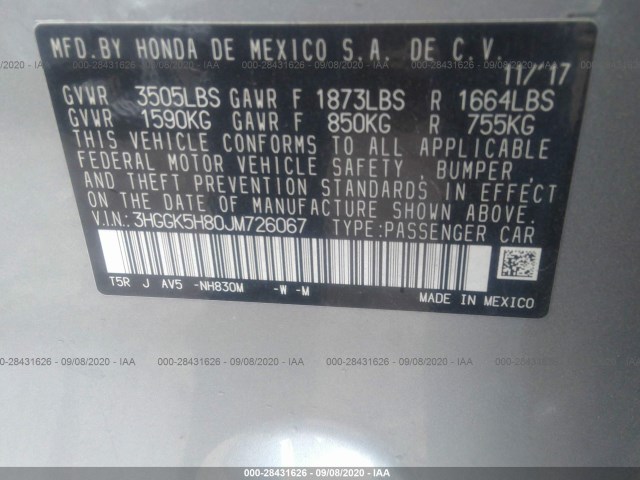 MFD. BY HONDA DE MEXICO S.A. DE C.V.
11/17
GVWR 3505LBS GAWR F 1873LBS R 1664LBS
GVWR 1590KG GAWR F 850KG R 755KG
THIS VEHICLE CONFORMS TO ALL APPLICABLE
FEDERAL MOTOR VEHICLE SAFETY, BUMPER,
AND THEFT PREVENTION STANDARDS IN EFFECT
ON THE DATE OF MANUFACTURE SHOWN ABOVE.
V.I.N.: 3HGGK5H80JM726067 TYPE: PASSENGER CAR
T5R J AV5 -NH830M -W -M
MADE IN MEXICO
000-28431626 - 09/08/2020 - IAA